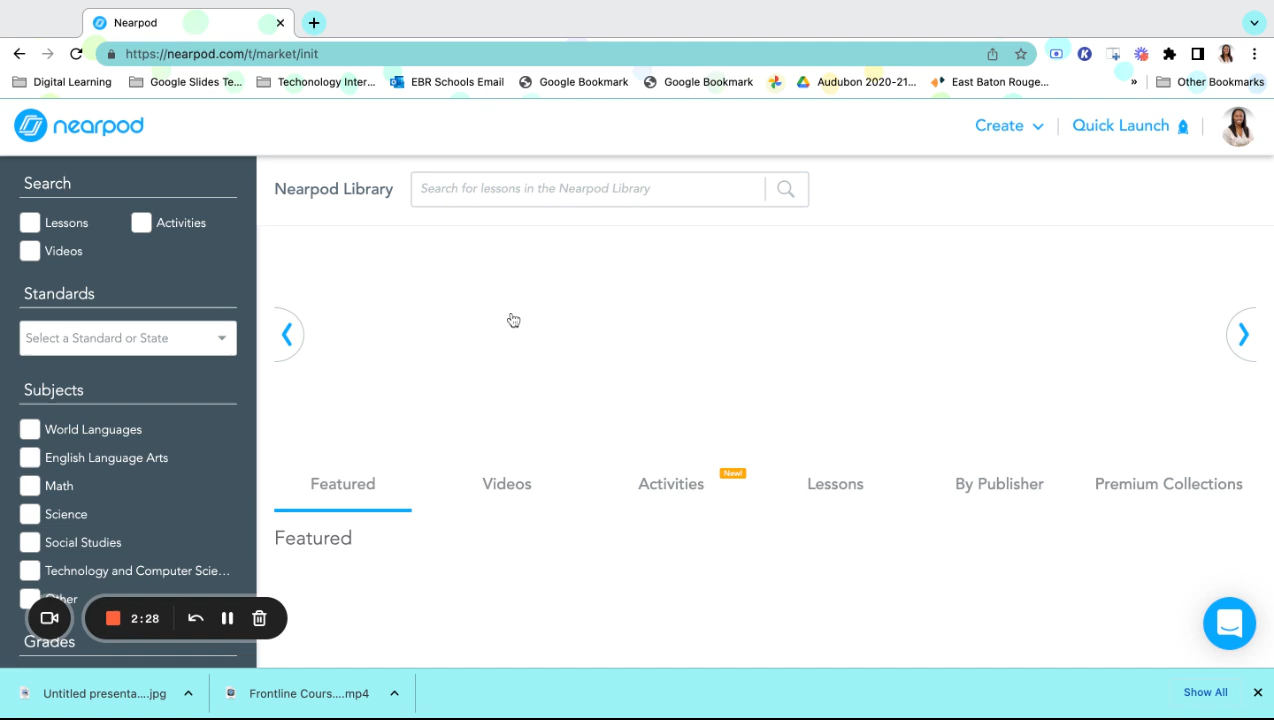 Nearpod
https://nearpod.com/t/market/init
Digital Learning
Google Slides Te...
Techonology Inter...
EBR Schools Email
Google Bookmark
Google Bookmark
Audubon 2020-21...
East Baton Rouge...
»
Other Bookmarks
nearpod
Create
Quick Launch
Search
Lessons
Activities
Videos
Standards
Select a Standard or State
Subjects
World Languages
English Language Arts
Math
Science
Social Studies
Technology and Computer Scie...
Other
Grades
Nearpod Library
Search for lessons in the Nearpod Library
Featured
Videos
Activities
New!
Lessons
By Publisher
Premium Collections
Featured
2:28
Untitled presenta....jpg
Frontline Cours....mp4
Show All